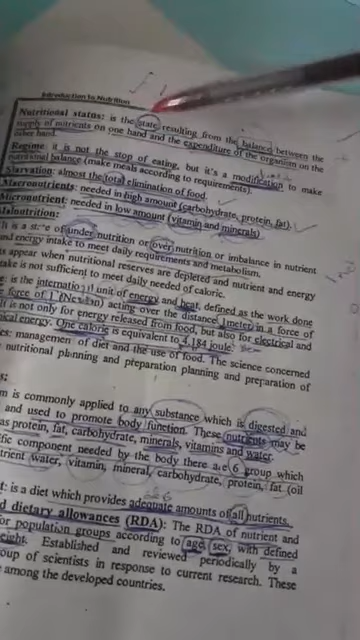 Introduction to Nutrition
Nutritional status: is the state resulting from the balance between the
supply of nutrients on one hand and the expenditure of the organism on the
other hand.
Regime: it is not the stop of eating, but it's a modification to make
nutritional balance (make meals according to requirements).
Starvation: almost the total elimination of food.
Macronutrients: needed in high amount (carbohydrate, protein, fat).
Micronutrient: needed in low amount (vitamin and minerals)
Malnutrition:
It is a state of under nutrition or over nutrition or imbalance in nutrient
and energy intake to meet daily requirements and metabolism.
s appear when nutritional reserves are depleted and nutrient and energy
take is not sufficient to meet daily needed of caloric.
e: is the international unit of energy and heat, defined as the work done
e force of 1 (Newton) acting over the distance 1meter in a force of
It is not only for energy released from food, but also for electrical and
ical energy. One calorie is equivalent to 4.184 joule.
es: management of diet and the use of food. The science concerned
nutritional planning and preparation planning and preparation of
s:
m is commonly applied to any substance which is digested and
and used to promote body function. These nutrients may be
as protein, fat, carbohydrate, minerals, vitamins and water.
ific component needed by the body there are 6 group which
trient water, vitamin, mineral, carbohydrate, protein, fat (oil
t: is a diet which provides adequate amounts of all nutrients.
d dietary allowances (RDA): The RDA of nutrient and
or population groups according to age, sex, with defined
eight. Established and reviewed periodically by a
oup of scientists in response to current research. These
among the developed countries.